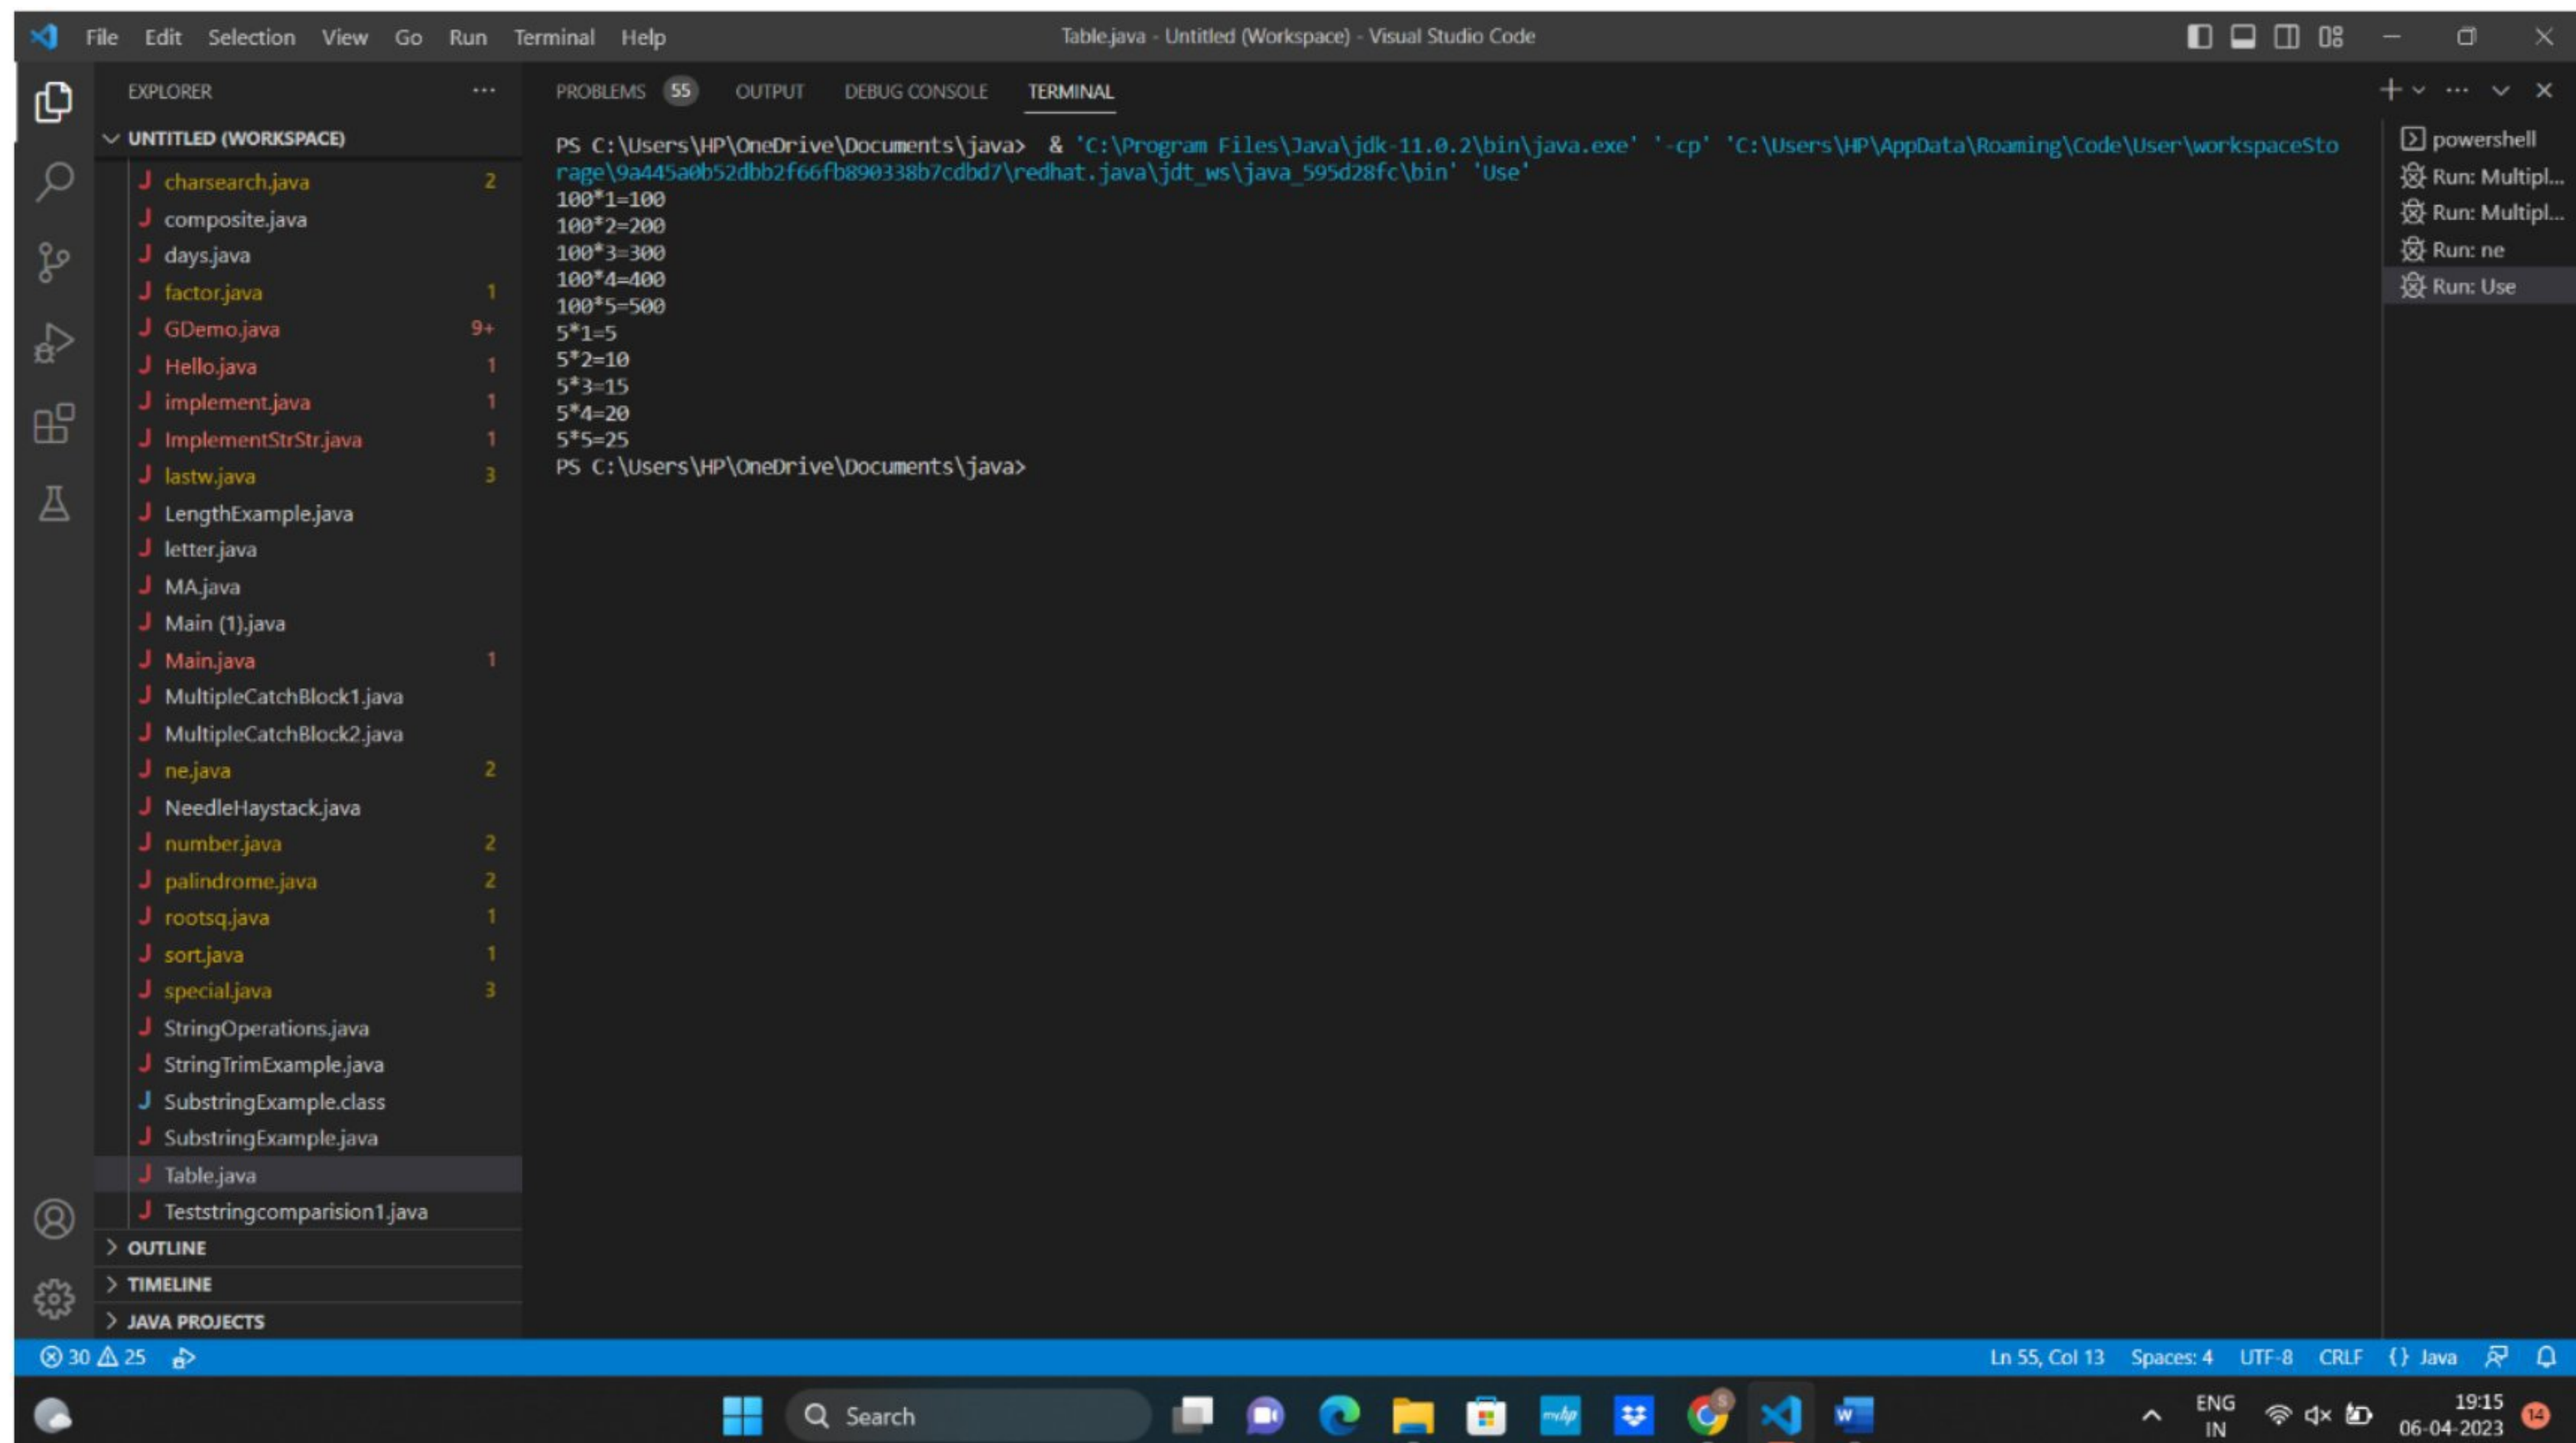 File Edit Selection View Go Run Terminal Help
Table.java - Untitled (Workspace) - Visual Studio Code
EXPLORER
UNTITLED (WORKSPACE)
charsearch.java 2
composite.java
days.java
factor.java 1
GDemo.java 9+
Hello.java 1
implement.java 1
ImplementStrStr.java 1
lastw.java 3
LengthExample.java
letter.java
MA.java
Main (1).java
Main.java 1
MultipleCatchBlock1.java
MultipleCatchBlock2.java
ne.java 2
NeedleHaystack.java
number.java 2
palindrome.java 2
rootsq.java 1
sort.java 1
special.java 3
StringOperations.java
StringTrimExample.java
SubstringExample.class
SubstringExample.java
Table.java
Teststringcomparision1.java
OUTLINE
TIMELINE
JAVA PROJECTS
PROBLEMS 55 OUTPUT DEBUG CONSOLE TERMINAL
PS C:\Users\HP\OneDrive\Documents\java> & 'C:\Program Files\Java\jdk-11.0.2\bin\java.exe' '-cp' 'C:\Users\HP\AppData\Roaming\Code\User\workspaceSto
rage\9a445a0b52dbb2f66fb890338b7cdbd7\redhat.java\jdt_ws\java_595d28fc\bin' 'Use'
100*1=100
100*2=200
100*3=300
100*4=400
100*5=500
5*1=5
5*2=10
5*3=15
5*4=20
5*5=25
PS C:\Users\HP\OneDrive\Documents\java>
powershell
Run: Multipl...
Run: Multipl...
Run: ne
Run: Use
30 25
Ln 55, Col 13 Spaces: 4 UTF-8 CRLF {} Java
Search
myhp
W
S
ENG
IN
19:15
06-04-2023
14